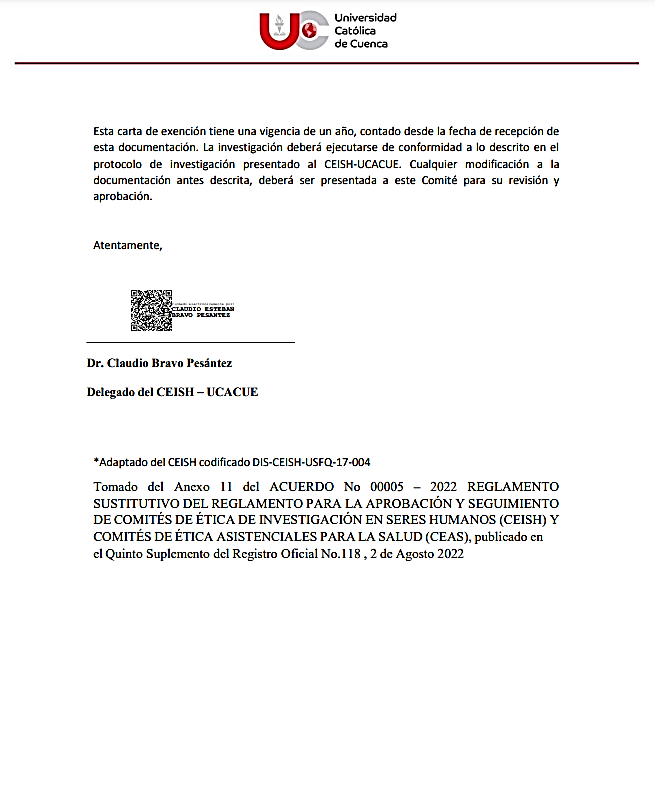 UC Universidad
Católica
de Cuenca
Esta carta de exención tiene una vigencia de un año, contado desde la fecha de recepción de
esta documentación. La investigación deberá ejecutarse de conformidad a lo descrito en el
protocolo de investigación presentado al CEISH-UCACUE. Cualquier modificación a la
documentación antes descrita, deberá ser presentada a este Comité para su revisión y
aprobación.
Atentamente,
CLAUDIO ESTEBAN
BRAVO PESANTEZ
Dr. Claudio Bravo Pesántez
Delegado del CEISH – UCACUE
*Adaptado del CEISH codificado DIS-CEISH-USFQ-17-004
Tomado del Anexo 11 del ACUERDO No 00005 – 2022 REGLAMENTO
SUSTITUTIVO DEL REGLAMENTO PARA LA APROBACIÓN Y SEGUIMIENTO
DE COMITÉS DE ÉTICA DE INVESTIGACIÓN EN SERES HUMANOS (CEISH) Y
COMITÉS DE ÉTICA ASISTENCIALES PARA LA SALUD (CEAS), publicado en
el Quinto Suplemento del Registro Oficial No.118 , 2 de Agosto 2022